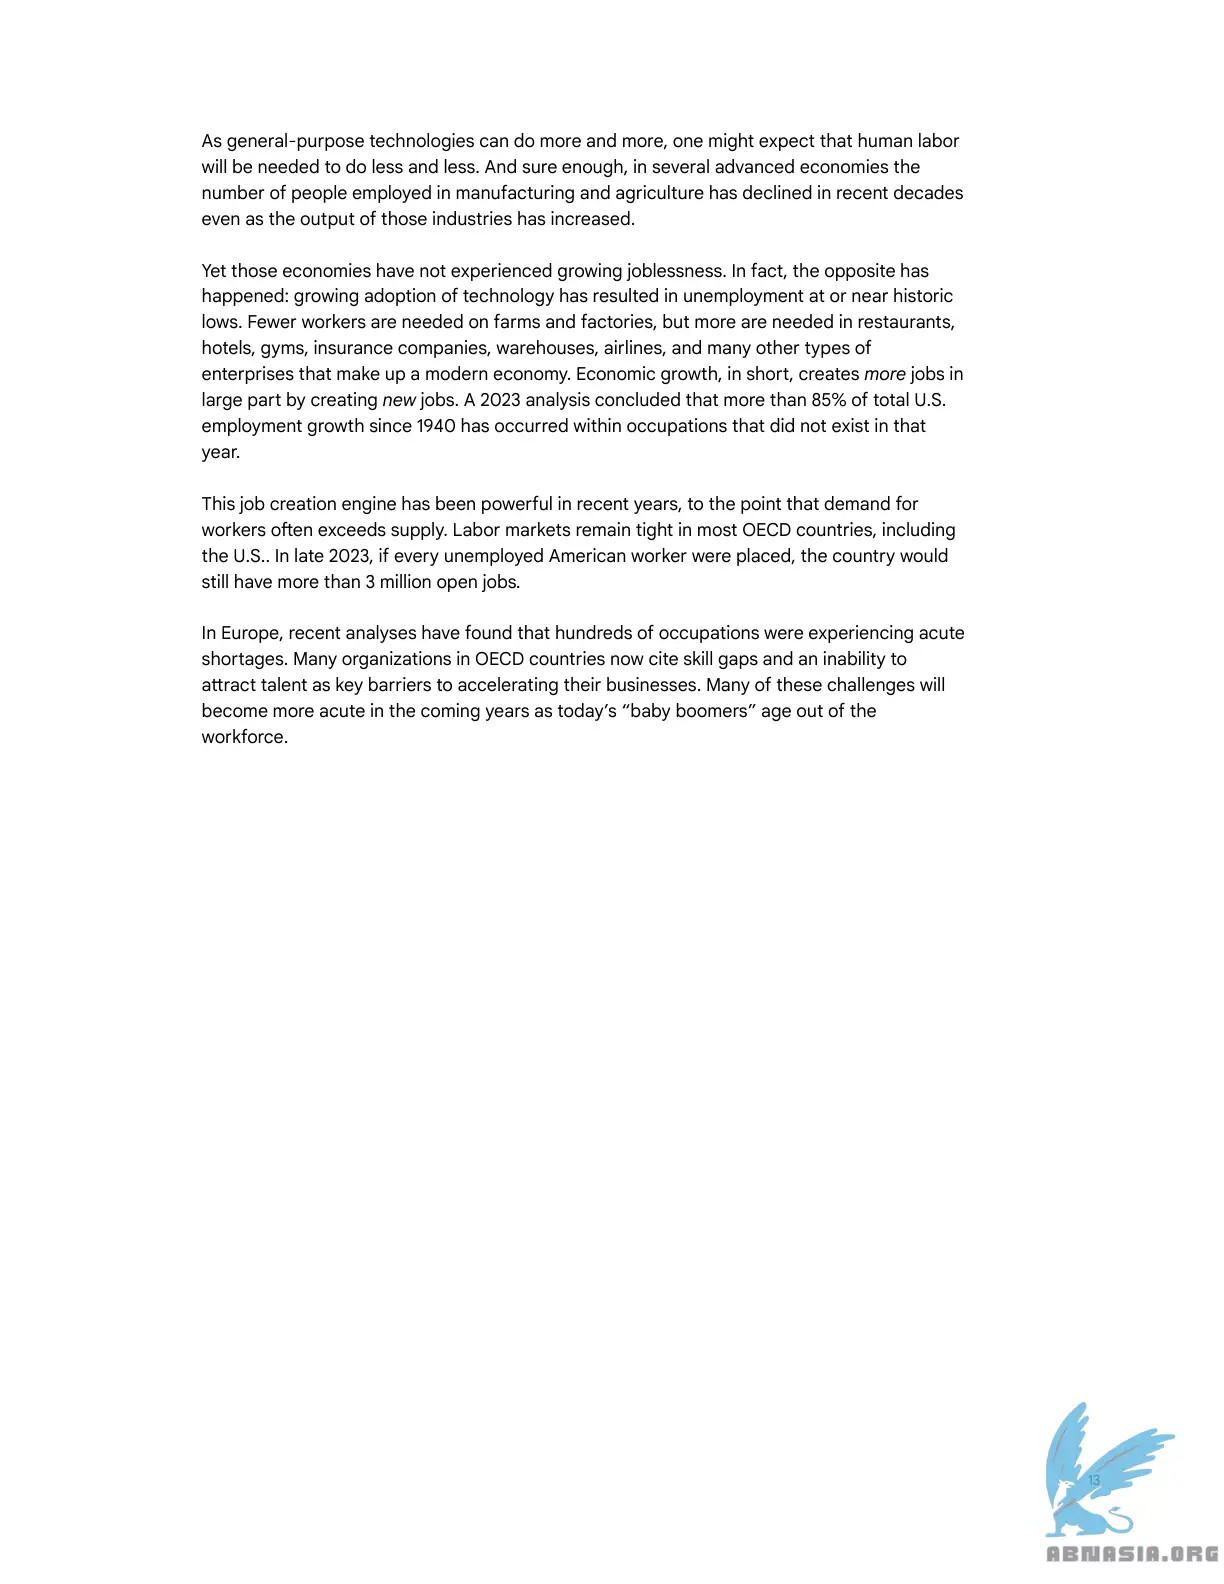 As general-purpose technologies can do more and more, one might expect that human labor
will be needed to do less and less. And sure enough, in several advanced economies the
number of people employed in manufacturing and agriculture has declined in recent decades
even as the output of those industries has increased.
Yet those economies have not experienced growing joblessness. In fact, the opposite has
happened: growing adoption of technology has resulted in unemployment at or near historic
lows. Fewer workers are needed on farms and factories, but more are needed in restaurants,
hotels, gyms, insurance companies, warehouses, airlines, and many other types of
enterprises that make up a modern economy. Economic growth, in short, creates more jobs in
large part by creating new jobs. A 2023 analysis concluded that more than 85% of total U.S.
employment growth since 1940 has occurred within occupations that did not exist in that
year.
This job creation engine has been powerful in recent years, to the point that demand for
workers often exceeds supply. Labor markets remain tight in most OECD countries, including
the U.S.. In late 2023, if every unemployed American worker were placed, the country would
still have more than 3 million open jobs.
In Europe, recent analyses have found that hundreds of occupations were experiencing acute
shortages. Many organizations in OECD countries now cite skill gaps and an inability to
attract talent as key barriers to accelerating their businesses. Many of these challenges will
become more acute in the coming years as today’s “baby boomers” age out of the
workforce.
13
ABNASIA.ORG